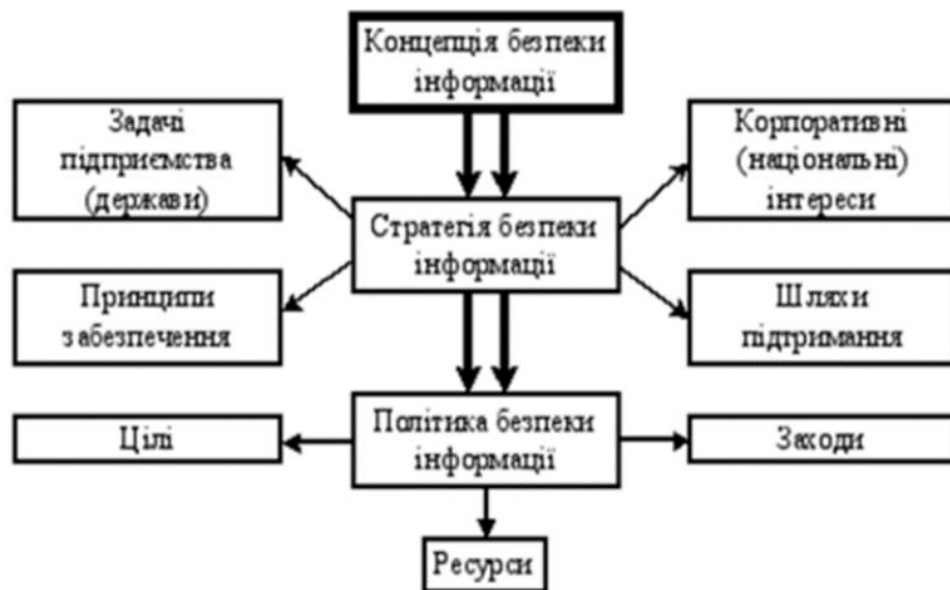 Концепція безпеки
інформації
Задачі
підприємства
(держави)
Корпоративні
(національні)
інтереси
Стратегія безпеки
інформації
Принципи
забезпечення
Шляхи
підтримання
Цілі
Політика безпеки
інформації
Заходи
Ресурси